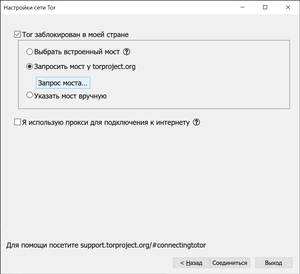 Настройки сети Tor
Tor заблокирован в моей стране
Выбрать встроенный мост ?
Запросить мост у torproject.org
Запрос моста...
Указать мост вручную
Я использую прокси для подключения к интернету ?
Для помощи посетите support.torproject.org/#connectingtotor
< Назад Соединиться Выход